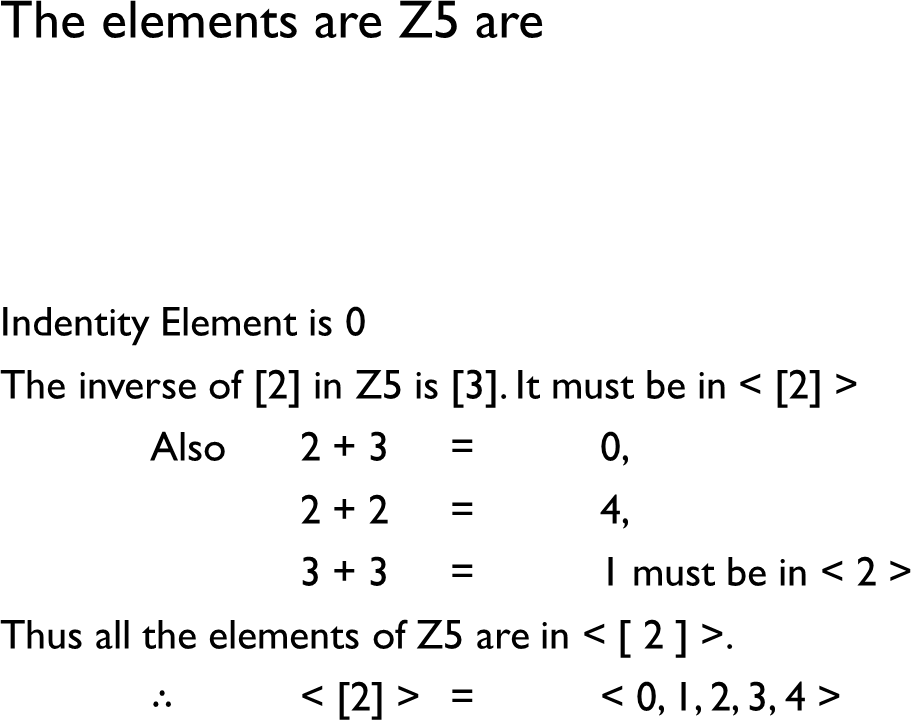 The elements are Z5 are
Indentity Element is 0
The inverse of [2] in Z5 is [3]. It must be in < [2] >
Also 2 + 3 = 0,
2 + 2 = 4,
3 + 3 = 1 must be in < 2 >
Thus all the elements of Z5 are in < [ 2 ] >.
∴ < [2] > = < 0, 1, 2, 3, 4 >